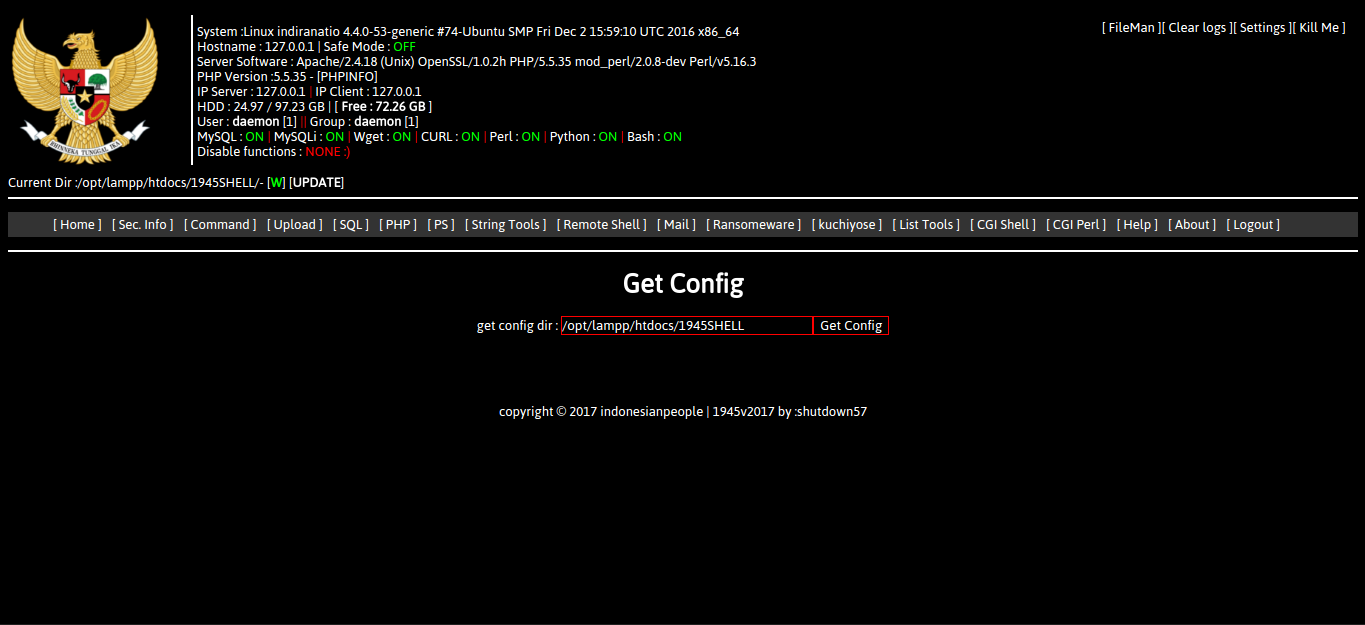 System :Linux indiranatio 4.4.0-53-generic #74-Ubuntu SMP Fri Dec 2 15:59:10 UTC 2016 x86_64
[ FileMan ][ Clear logs ][ Settings ][ Kill Me ]
Hostname : 127.0.0.1 | Safe Mode : OFF
Server Software : Apache/2.4.18 (Unix) OpenSSL/1.0.2h PHP/5.5.35 mod_perl/2.0.8-dev Perl/v5.16.3
PHP Version :5.5.35 - [PHPINFO]
IP Server : 127.0.0.1 | IP Client : 127.0.0.1
HDD : 24.97 / 97.23 GB | [ Free : 72.26 GB ]
User : daemon [1] || Group : daemon [1]
MySQL : ON | MySQLi : ON | Wget : ON | CURL : ON | Perl : ON | Python : ON | Bash : ON
Disable functions : NONE :)
BHINNEKA TUNGGAL IKA
Current Dir :/opt/lampp/htdocs/1945SHELL/- [W] [UPDATE]
[ Home ] [ Sec. Info ] [ Command ] [ Upload ] [ SQL ] [ PHP ] [ PS ] [ String Tools ] [ Remote Shell ] [ Mail ] [ Ransomeware ] [ kuchiyose ] [ List Tools ] [ CGI Shell ] [ CGI Perl ] [ Help ] [ About ] [ Logout ]
Get Config
get config dir : /opt/lampp/htdocs/1945SHELL Get Config
copyright © 2017 indonesianpeople | 1945v2017 by :shutdown57